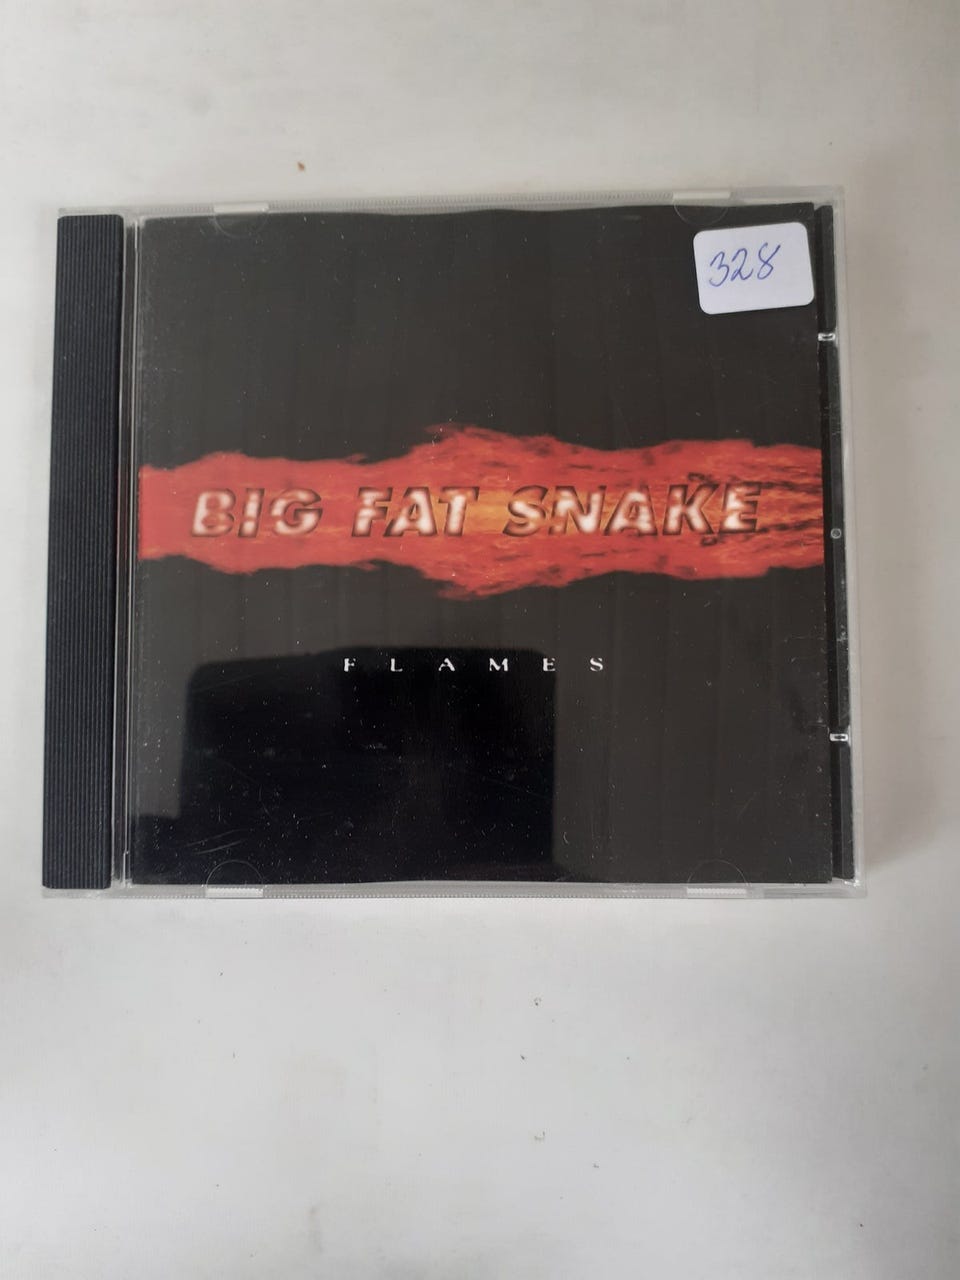 328
BIG FAT SNAKE
FLAMES